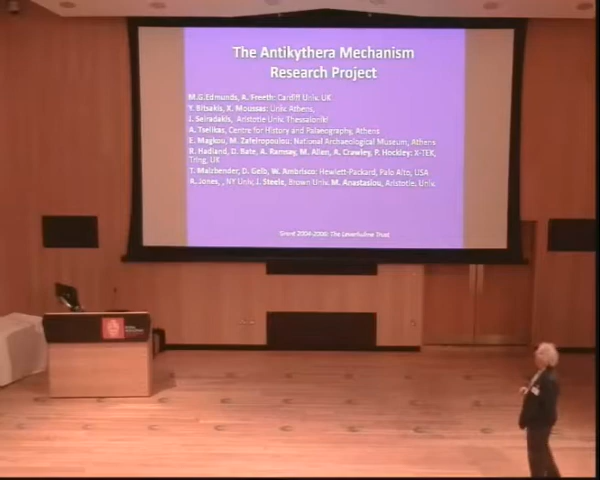 The Antikythera Mechanism
Research Project
M.G.Edmunds, A. Freeth: Cardiff Univ. UK
Y. Bitsakis, X. Moussas: Univ. Athens,
J. Seiradakis, Aristotle Univ. Thessaloniki
A. Tselikas, Centre for History and Palaeography, Athens
E. Magkou, M. Zafeiropoulou: National Archaeological Museum, Athens
R. Hadland, D. Bate, A. Ramsay, M. Allen, A. Crawley, P. Hockley: X-TEK,
Tring, UK
T. Malzbender, D. Gelb, W. Ambrisco: Hewlett-Packard, Palo Alto, USA
A. Jones, , NY Univ, J. Steele, Brown Univ. M. Anastasiou, Aristotle. Univ.
Grant 2004-2006: The Leverhulme Trust